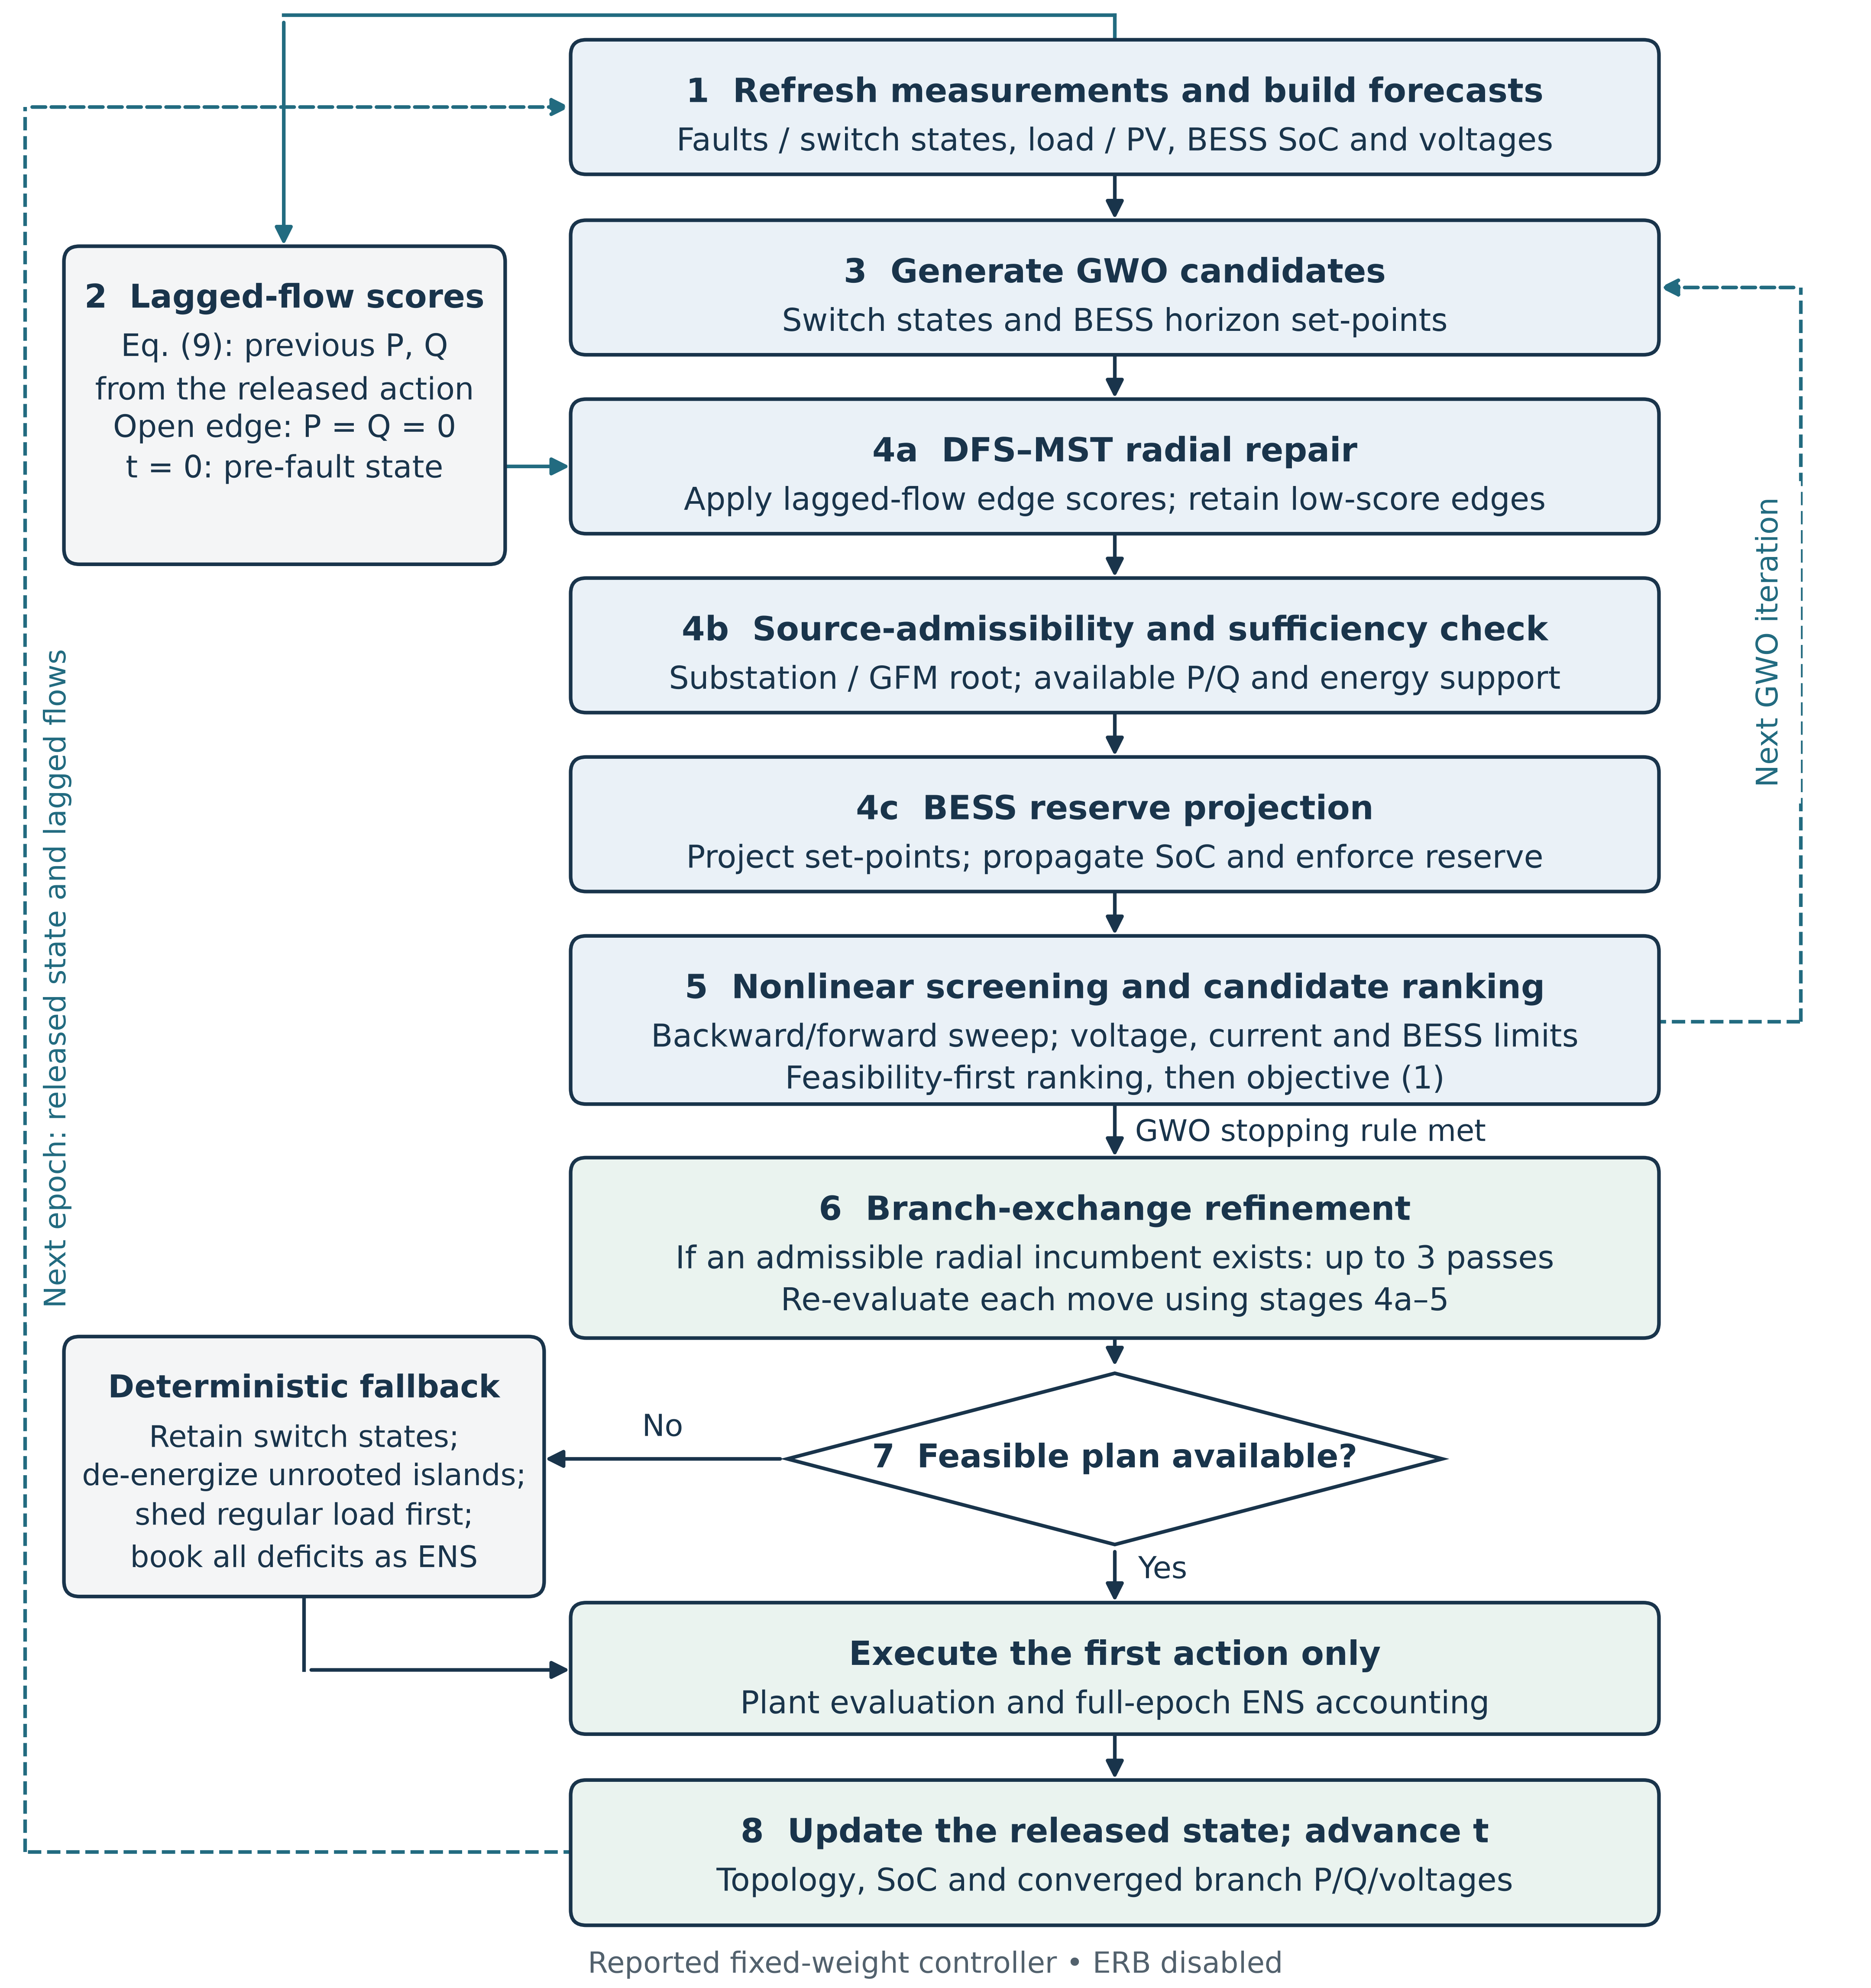 1 Refresh measurements and build forecasts
Faults / switch states, load / PV, BESS SoC and voltages
2 Lagged-flow scores
Eq. (9): previous P, Q
from the released action
Open edge: P = Q = 0
t = 0: pre-fault state
3 Generate GWO candidates
Switch states and BESS horizon set-points
4a DFS–MST radial repair
Apply lagged-flow edge scores; retain low-score edges
4b Source-admissibility and sufficiency check
Substation / GFM root; available P/Q and energy support
4c BESS reserve projection
Project set-points; propagate SoC and enforce reserve
5 Nonlinear screening and candidate ranking
Backward/forward sweep; voltage, current and BESS limits
Feasibility-first ranking, then objective (1)
Next GWO iteration
GWO stopping rule met
6 Branch-exchange refinement
If an admissible radial incumbent exists: up to 3 passes
Re-evaluate each move using stages 4a–5
7 Feasible plan available?
No
Deterministic fallback
Retain switch states;
de-energize unrooted islands;
shed regular load first;
book all deficits as ENS
Yes
Execute the first action only
Plant evaluation and full-epoch ENS accounting
8 Update the released state; advance t
Topology, SoC and converged branch P/Q/voltages
Next epoch: released state and lagged flows
Reported fixed-weight controller • ERB disabled